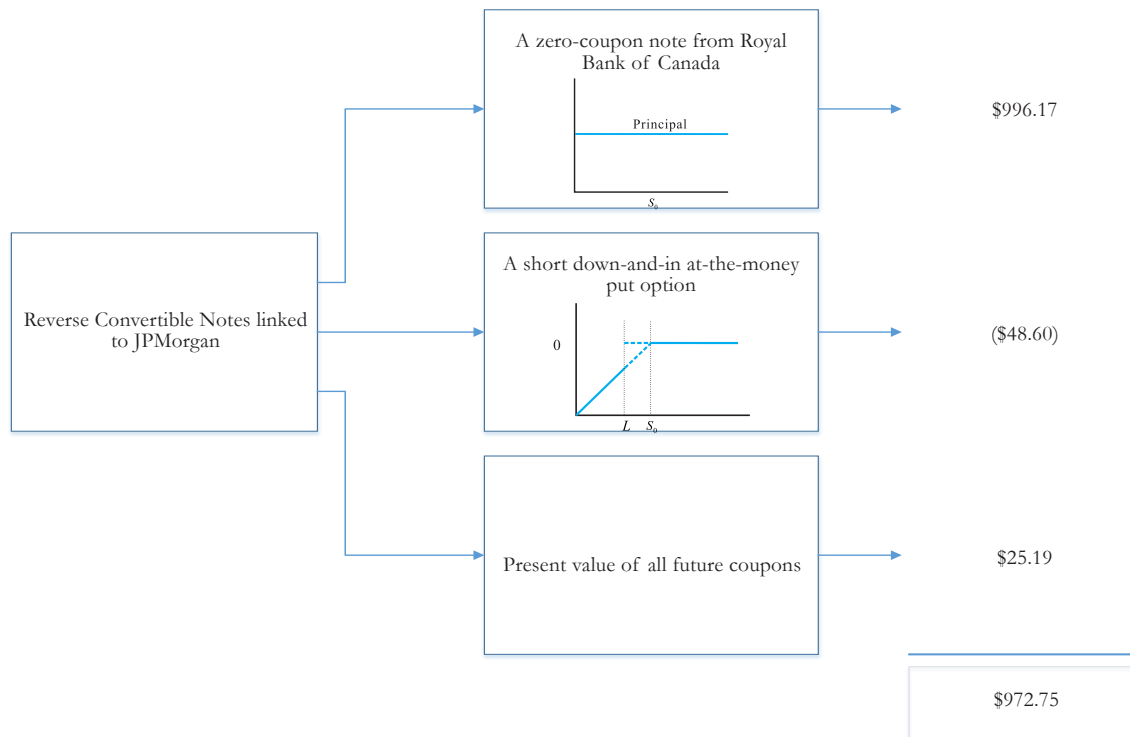 A zero-coupon note from Royal
Bank of Canada
Principal
S₀
$996.17
Reverse Convertible Notes linked
to JPMorgan
A short down-and-in at-the-money
put option
0
L S₀
($48.60)
Present value of all future coupons
$25.19
$972.75